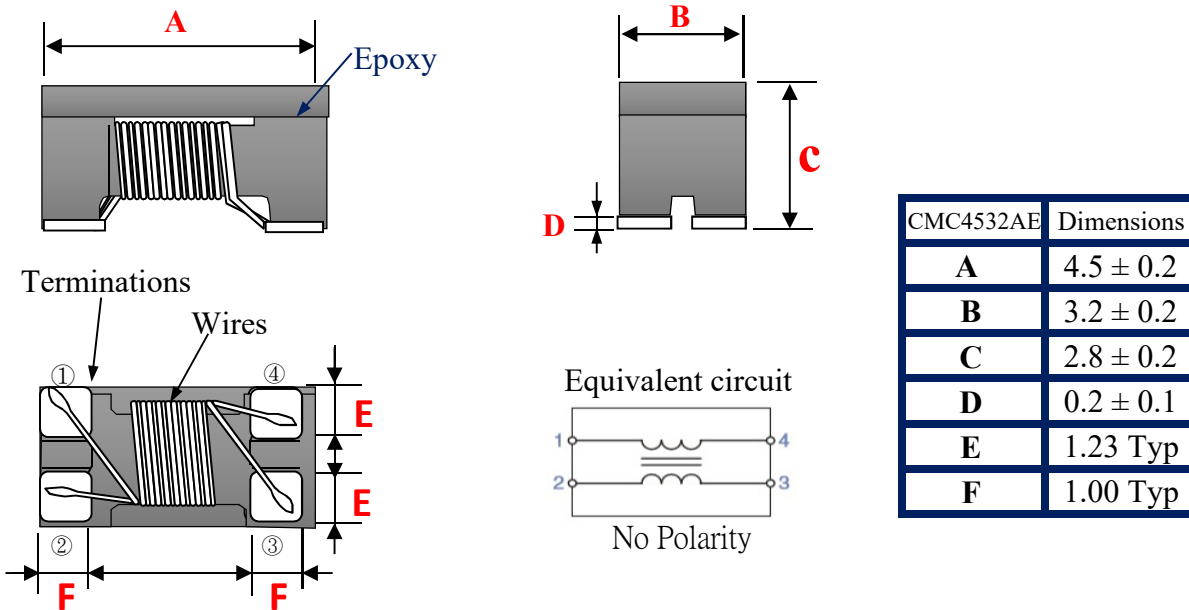 A
B
Epoxy
C
D
Terminations
Wires
①
④
E
E
②
③
F
F
Equivalent circuit
1
4
2
3
No Polarity
CMC4532AE Dimensions
A 4.5 ± 0.2
B 3.2 ± 0.2
C 2.8 ± 0.2
D 0.2 ± 0.1
E 1.23 Typ
F 1.00 Typ